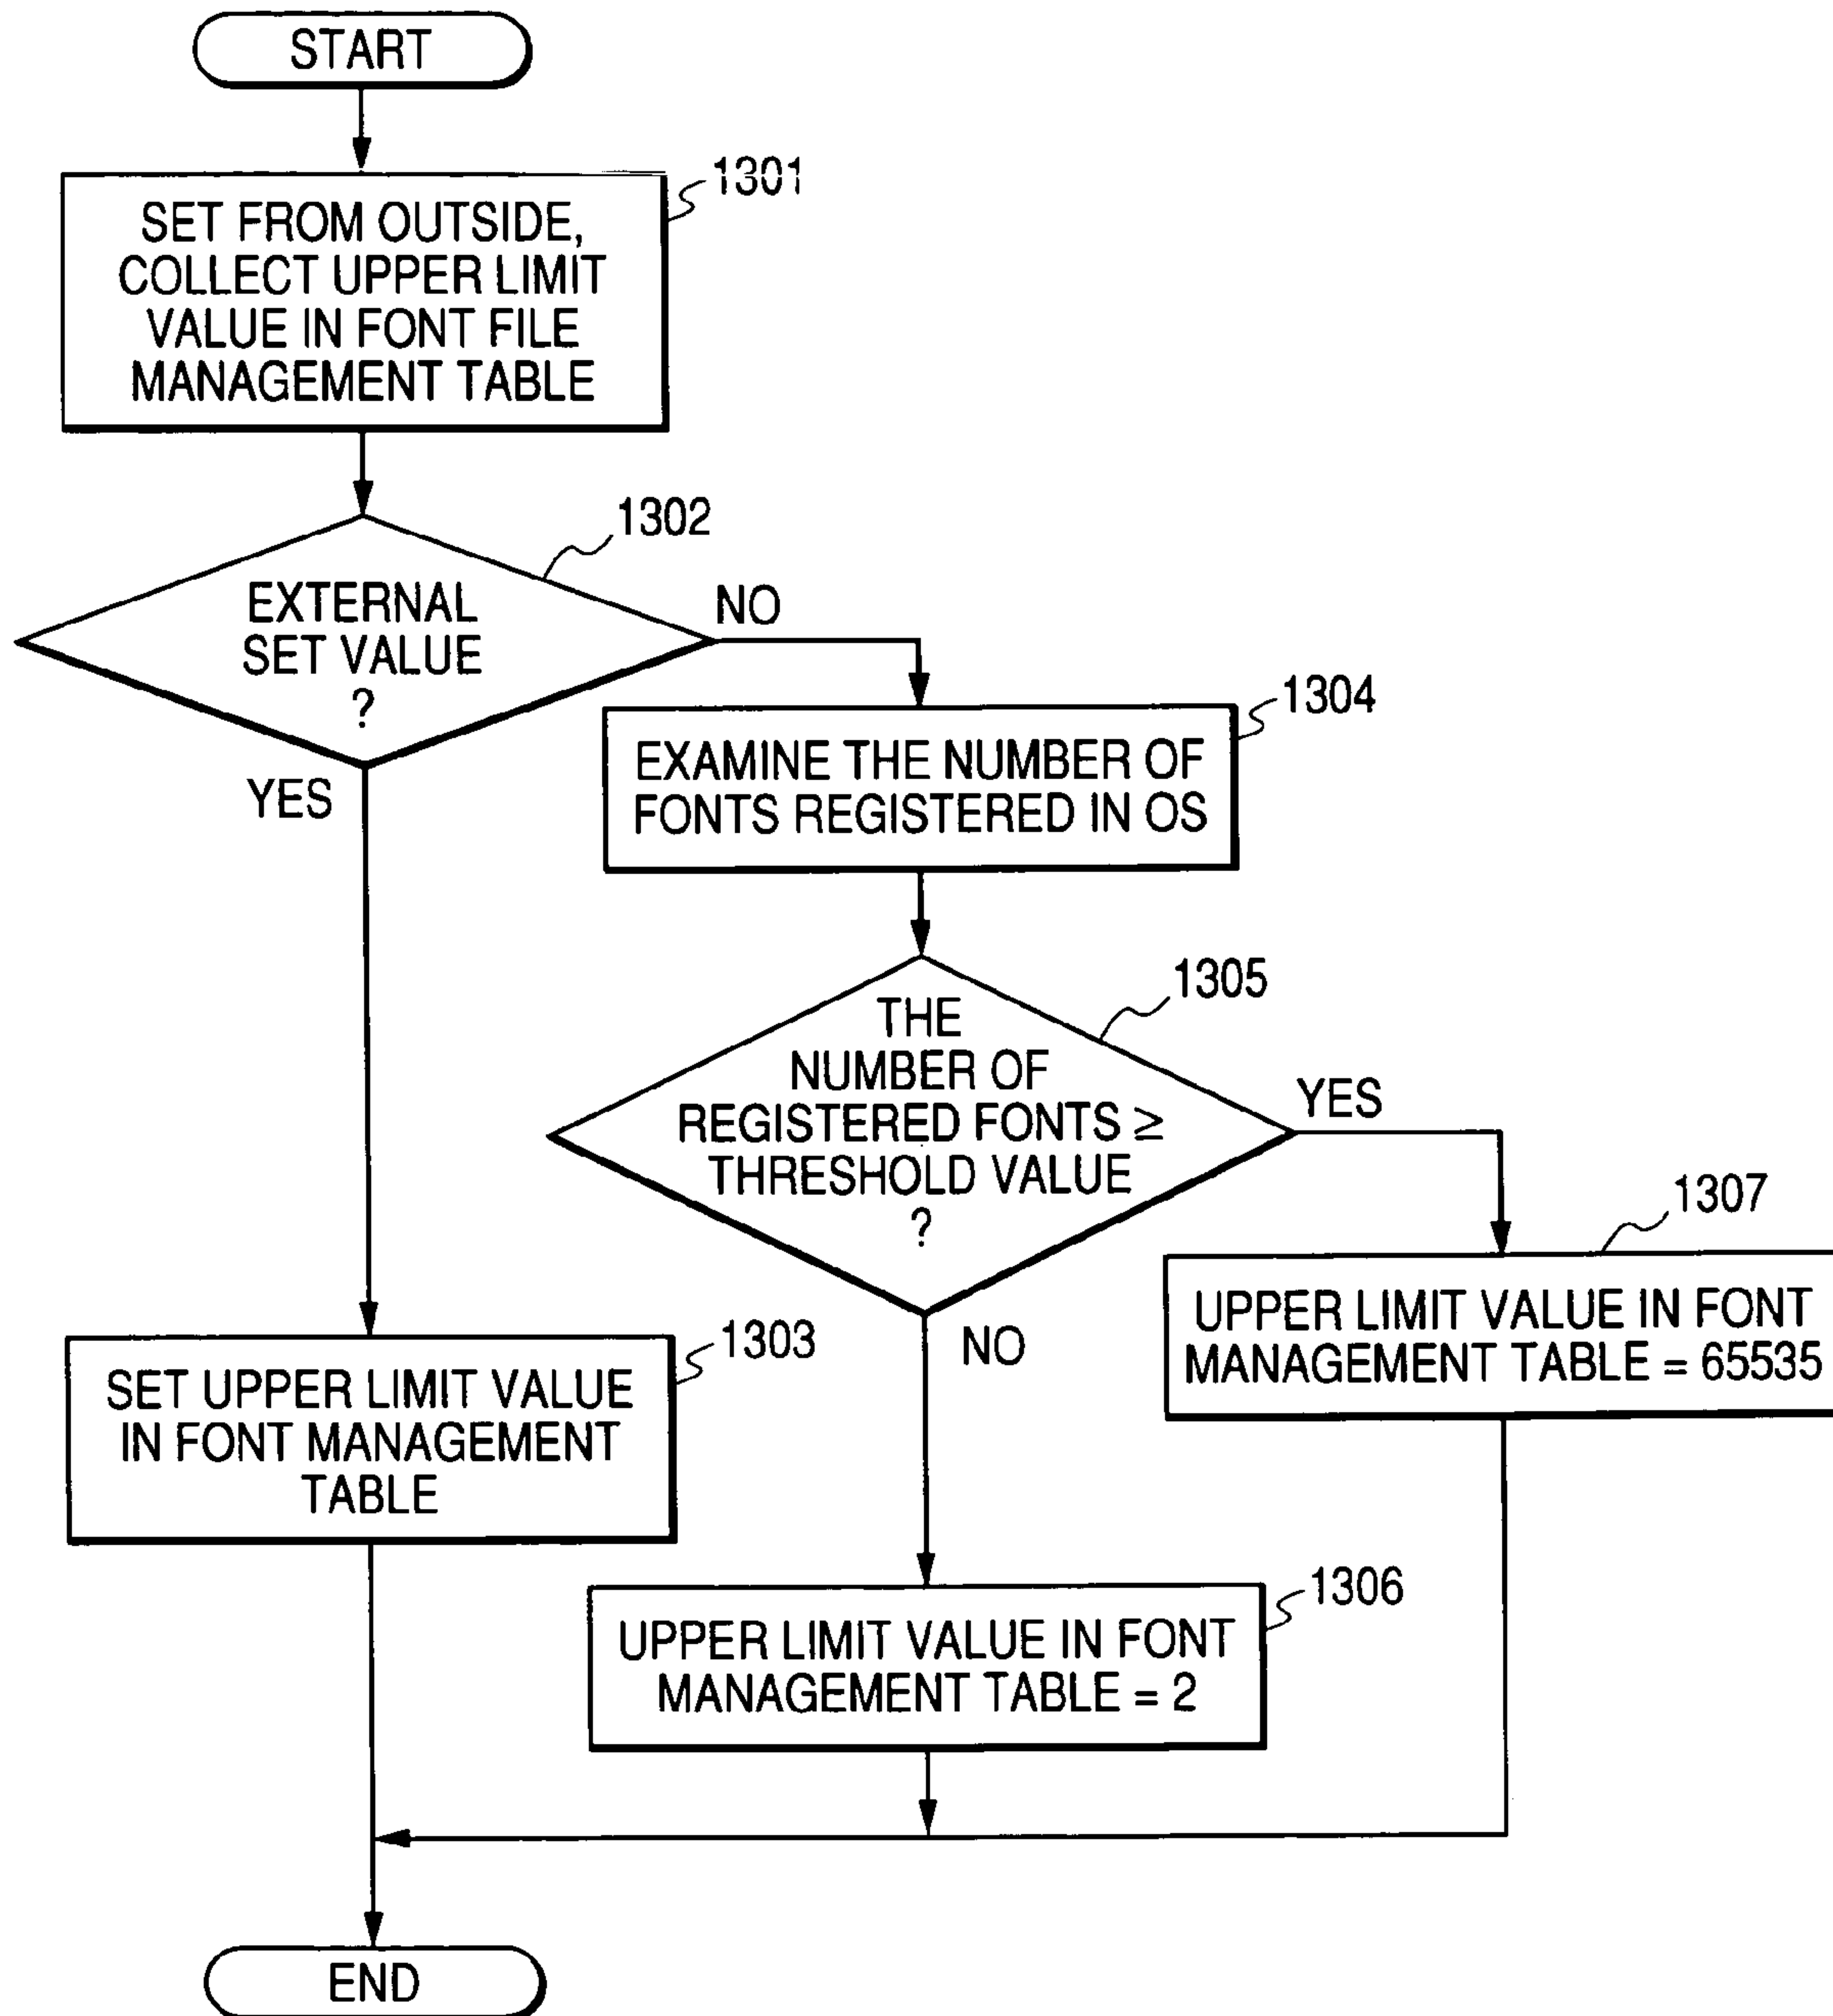 START
1301
SET FROM OUTSIDE,
COLLECT UPPER LIMIT
VALUE IN FONT FILE
MANAGEMENT TABLE
1302
EXTERNAL
SET VALUE
?
NO
YES
1304
EXAMINE THE NUMBER OF
FONTS REGISTERED IN OS
1305
THE
NUMBER OF
REGISTERED FONTS ≥
THRESHOLD VALUE
?
YES
NO
1307
UPPER LIMIT VALUE IN FONT
MANAGEMENT TABLE = 65535
1303
SET UPPER LIMIT VALUE
IN FONT MANAGEMENT
TABLE
1306
UPPER LIMIT VALUE IN FONT
MANAGEMENT TABLE = 2
END